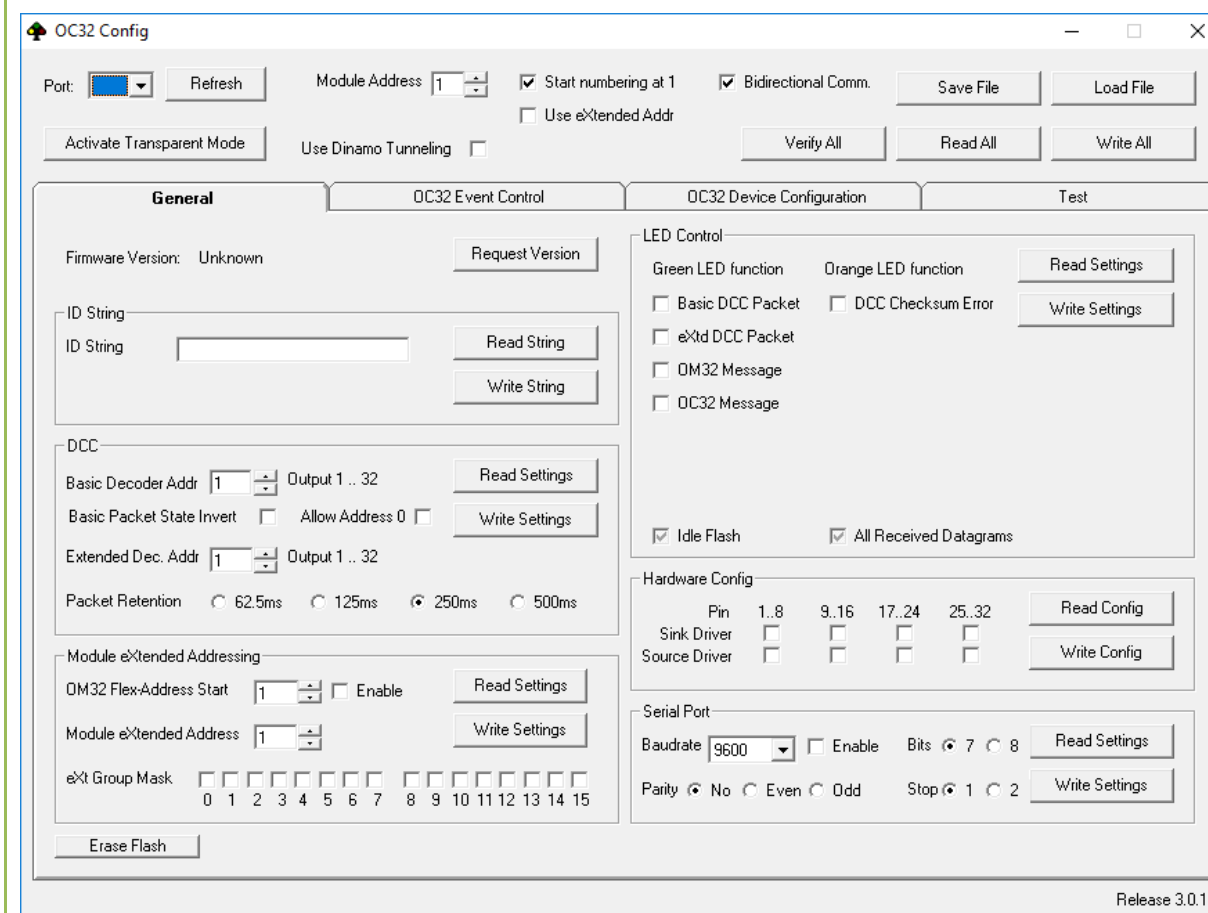 OC32 Config
Port: Refresh Module Address 1 Start numbering at 1 Bidirectional Comm. Save File Load File
Use eXtended Addr
Activate Transparent Mode Use Dinamo Tunneling Verify All Read All Write All
General OC32 Event Control OC32 Device Configuration Test
Firmware Version: Unknown Request Version
ID String
ID String Read String
Write String
DCC
Basic Decoder Addr 1 Output 1 .. 32 Read Settings
Basic Packet State Invert Allow Address 0 Write Settings
Extended Dec. Addr 1 Output 1 .. 32
Packet Retention 62.5ms 125ms 250ms 500ms
Module eXtended Addressing
OM32 Flex-Address Start 1 Enable Read Settings
Module eXtended Address 1 Write Settings
eXt Group Mask
0 1 2 3 4 5 6 7 8 9 10 11 12 13 14 15
Erase Flash
LED Control
Green LED function Orange LED function Read Settings
Basic DCC Packet DCC Checksum Error Write Settings
eXtd DCC Packet
OM32 Message
OC32 Message
Idle Flash All Received Datagrams
Hardware Config
Pin 1..8 9..16 17..24 25..32 Read Config
Sink Driver
Source Driver Write Config
Serial Port
Baudrate 9600 Enable Bits 7 8 Read Settings
Parity No Even Odd Stop 1 2 Write Settings
Release 3.0.1